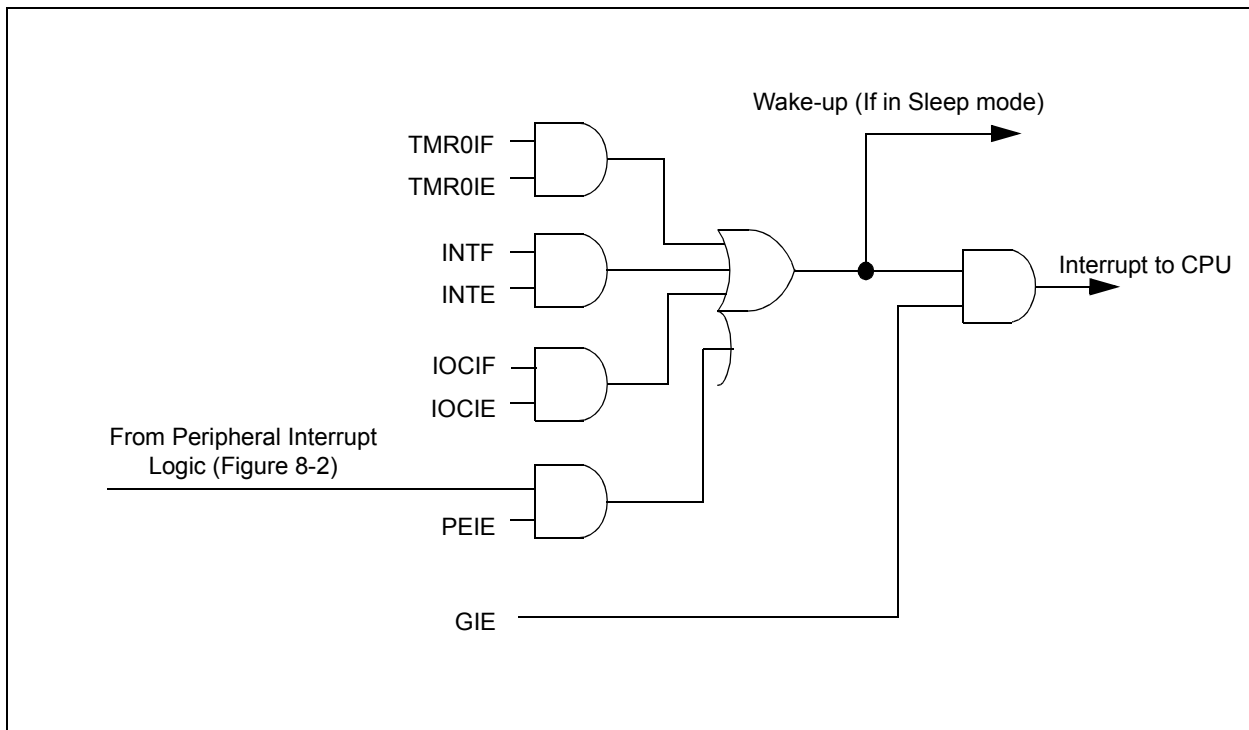 Wake-up (If in Sleep mode)
TMR0IF
TMR0IE
INTF
INTE
Interrupt to CPU
IOCIF
IOCIE
From Peripheral Interrupt
Logic (Figure 8-2)
PEIE
GIE